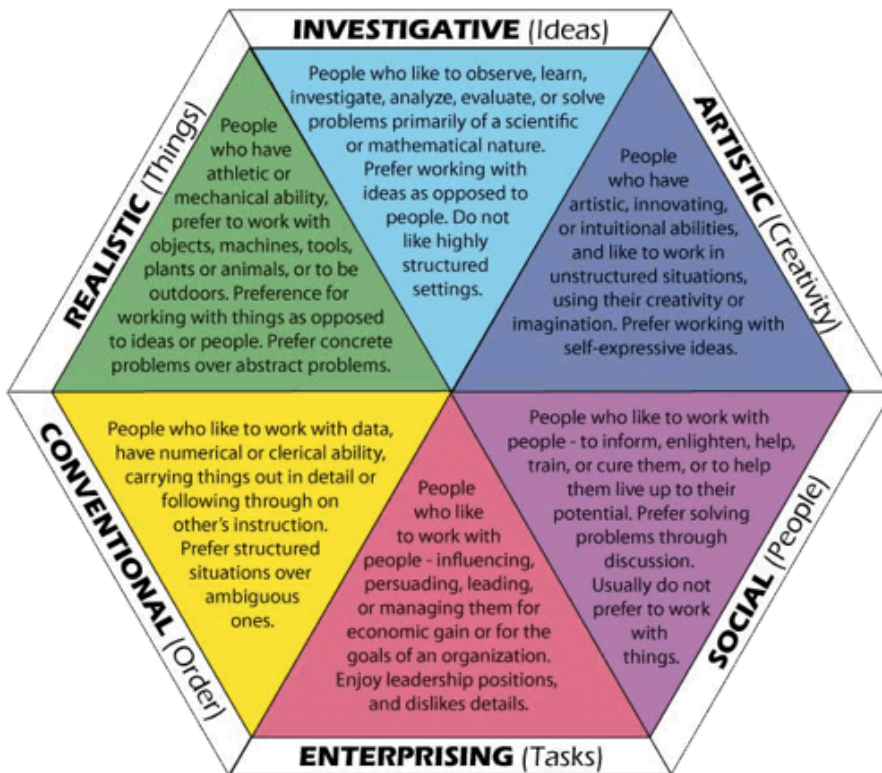 INVESTIGATIVE (Ideas)
People who like to observe, learn,
investigate, analyze, evaluate, or solve
problems primarily of a scientific
or mathematical nature.
Prefer working with
ideas as opposed to
people. Do not
like highly
structured
settings.
ARTISTIC (Creativity)
People
who have
artistic, innovating,
or intuitional abilities,
and like to work in
unstructured situations,
using their creativity or
imagination. Prefer working with
self-expressive ideas.
SOCIAL (People)
People who like to work with
people - to inform, enlighten, help,
train, or cure them, or to help
them live up to their
potential. Prefer solving
problems through
discussion.
Usually do not
prefer to work
with
things.
ENTERPRISING (Tasks)
People
who like
to work with
people - influencing,
persuading, leading,
or managing them for
economic gain or for the
goals of an organization.
Enjoy leadership positions,
and dislikes details.
CONVENTIONAL (Order)
People who like to work with data,
have numerical or clerical ability,
carrying things out in detail or
following through on
other's instruction.
Prefer structured
situations over
ambiguous
ones.
REALISTIC (Things)
People
who have
athletic or
mechanical ability,
prefer to work with
objects, machines, tools,
plants or animals, or to be
outdoors. Preference for
working with things as opposed
to ideas or people. Prefer concrete
problems over abstract problems.